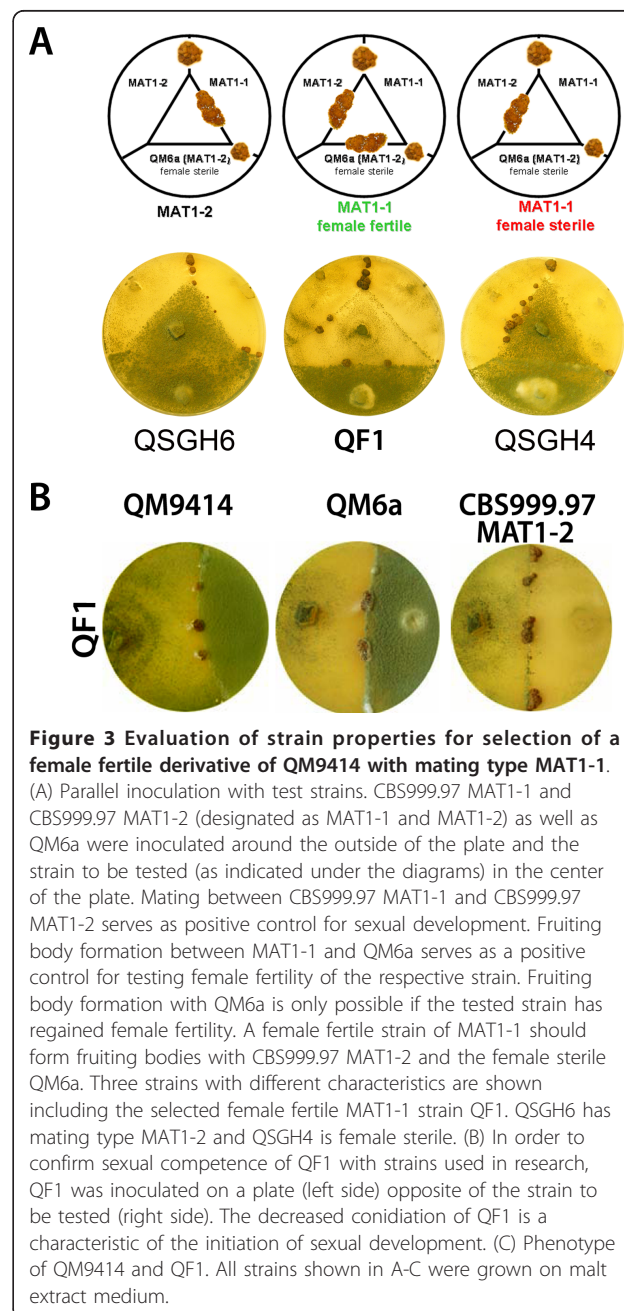 A
MAT1-2 MAT1-1
QM6a (MAT1-2)
female sterile
MAT1-2
MAT1-2 MAT1-1
QM6a (MAT1-2)
female sterile
MAT1-1
female fertile
MAT1-2 MAT1-1
QM6a (MAT1-2)
female sterile
MAT1-1
female sterile
QSGH6 QF1 QSGH4
B
QM9414 QM6a CBS999.97
MAT1-2
QF1
Figure 3 Evaluation of strain properties for selection of a
female fertile derivative of QM9414 with mating type MAT1-1.
(A) Parallel inoculation with test strains. CBS999.97 MAT1-1 and
CBS999.97 MAT1-2 (designated as MAT1-1 and MAT1-2) as well as
QM6a were inoculated around the outside of the plate and the
strain to be tested (as indicated under the diagrams) in the center
of the plate. Mating between CBS999.97 MAT1-1 and CBS999.97
MAT1-2 serves as positive control for sexual development. Fruiting
body formation between MAT1-1 and QM6a serves as a positive
control for testing female fertility of the respective strain. Fruiting
body formation with QM6a is only possible if the tested strain has
regained female fertility. A female fertile strain of MAT1-1 should
form fruiting bodies with CBS999.97 MAT1-2 and the female sterile
QM6a. Three strains with different characteristics are shown
including the selected female fertile MAT1-1 strain QF1. QSGH6 has
mating type MAT1-2 and QSGH4 is female sterile. (B) In order to
confirm sexual competence of QF1 with strains used in research,
QF1 was inoculated on a plate (left side) opposite of the strain to
be tested (right side). The decreased conidiation of QF1 is a
characteristic of the initiation of sexual development. (C) Phenotype
of QM9414 and QF1. All strains shown in A-C were grown on malt
extract medium.